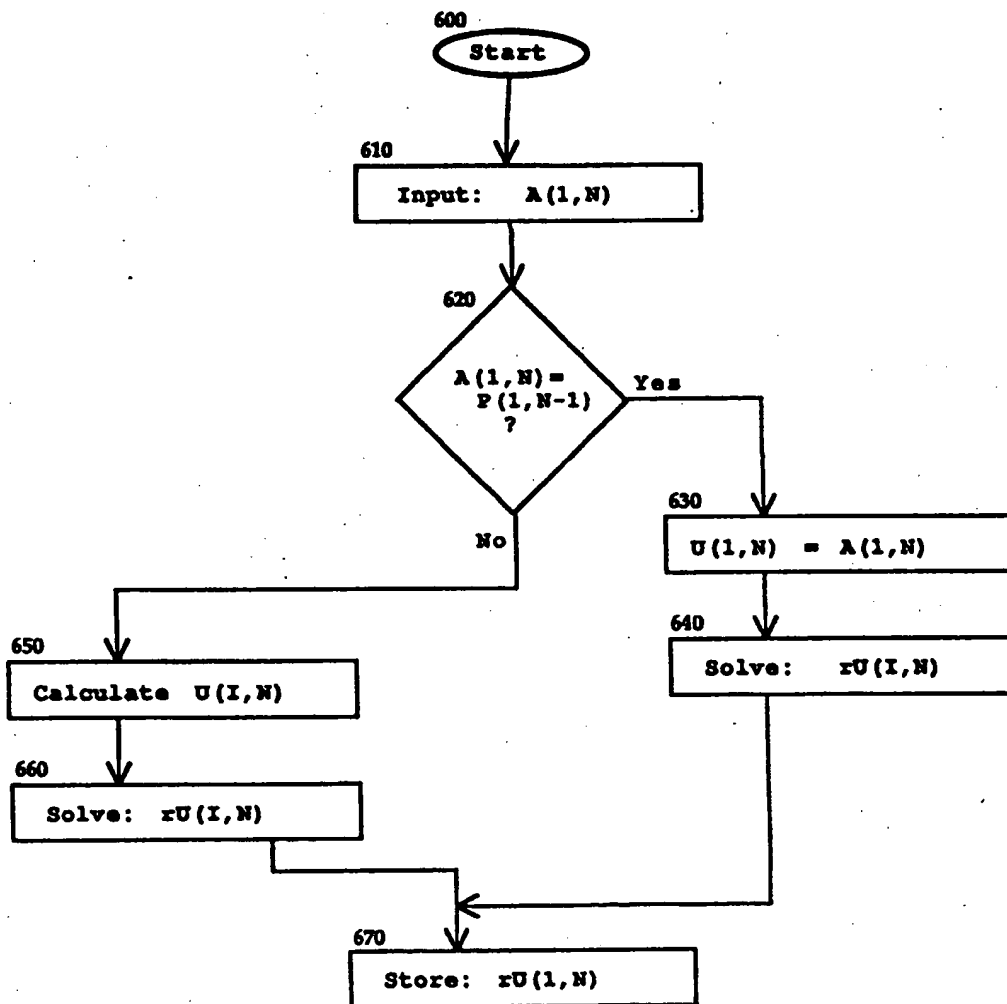 600
Start
610
Input: A(1,N)
620
A(1,N)=
P(1,N-1)
?
Yes
No
630
U(1,N) = A(1,N)
640
Solve: rU(I,N)
650
Calculate U(I,N)
660
Solve: rU(I,N)
670
Store: rU(1,N)